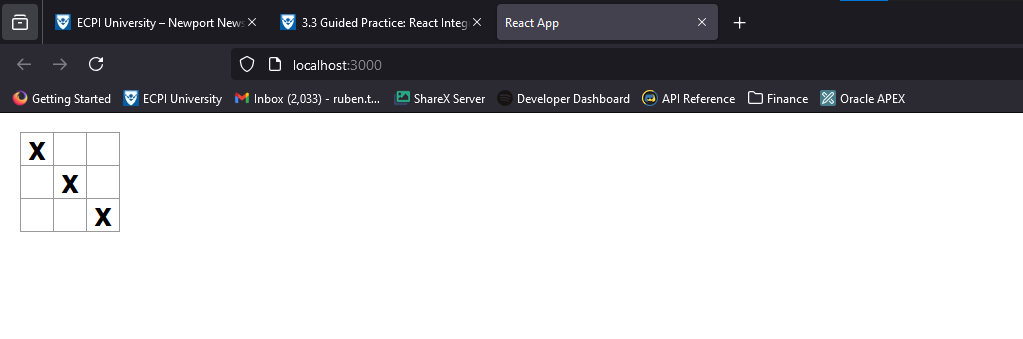 ECPI University – Newport News
3.3 Guided Practice: React Integ
React App
localhost:3000
Getting Started
ECPI University
Inbox (2,033) - ruben.t...
ShareX Server
Developer Dashboard
API Reference
Finance
Oracle APEX
X
X
X